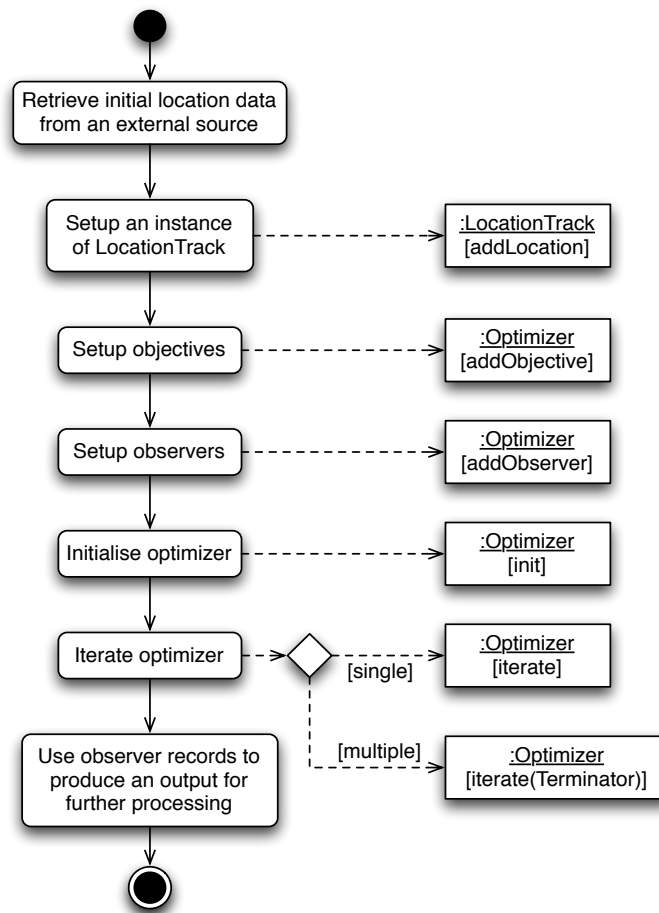 Retrieve initial location data
from an external source
Setup an instance
of LocationTrack
:LocationTrack
[addLocation]
Setup objectives
:Optimizer
[addObjective]
Setup observers
:Optimizer
[addObserver]
Initialise optimizer
:Optimizer
[init]
Iterate optimizer
[single]
:Optimizer
[iterate]
Use observer records to
produce an output for
further processing
[multiple]
:Optimizer
[iterate(Terminator)]